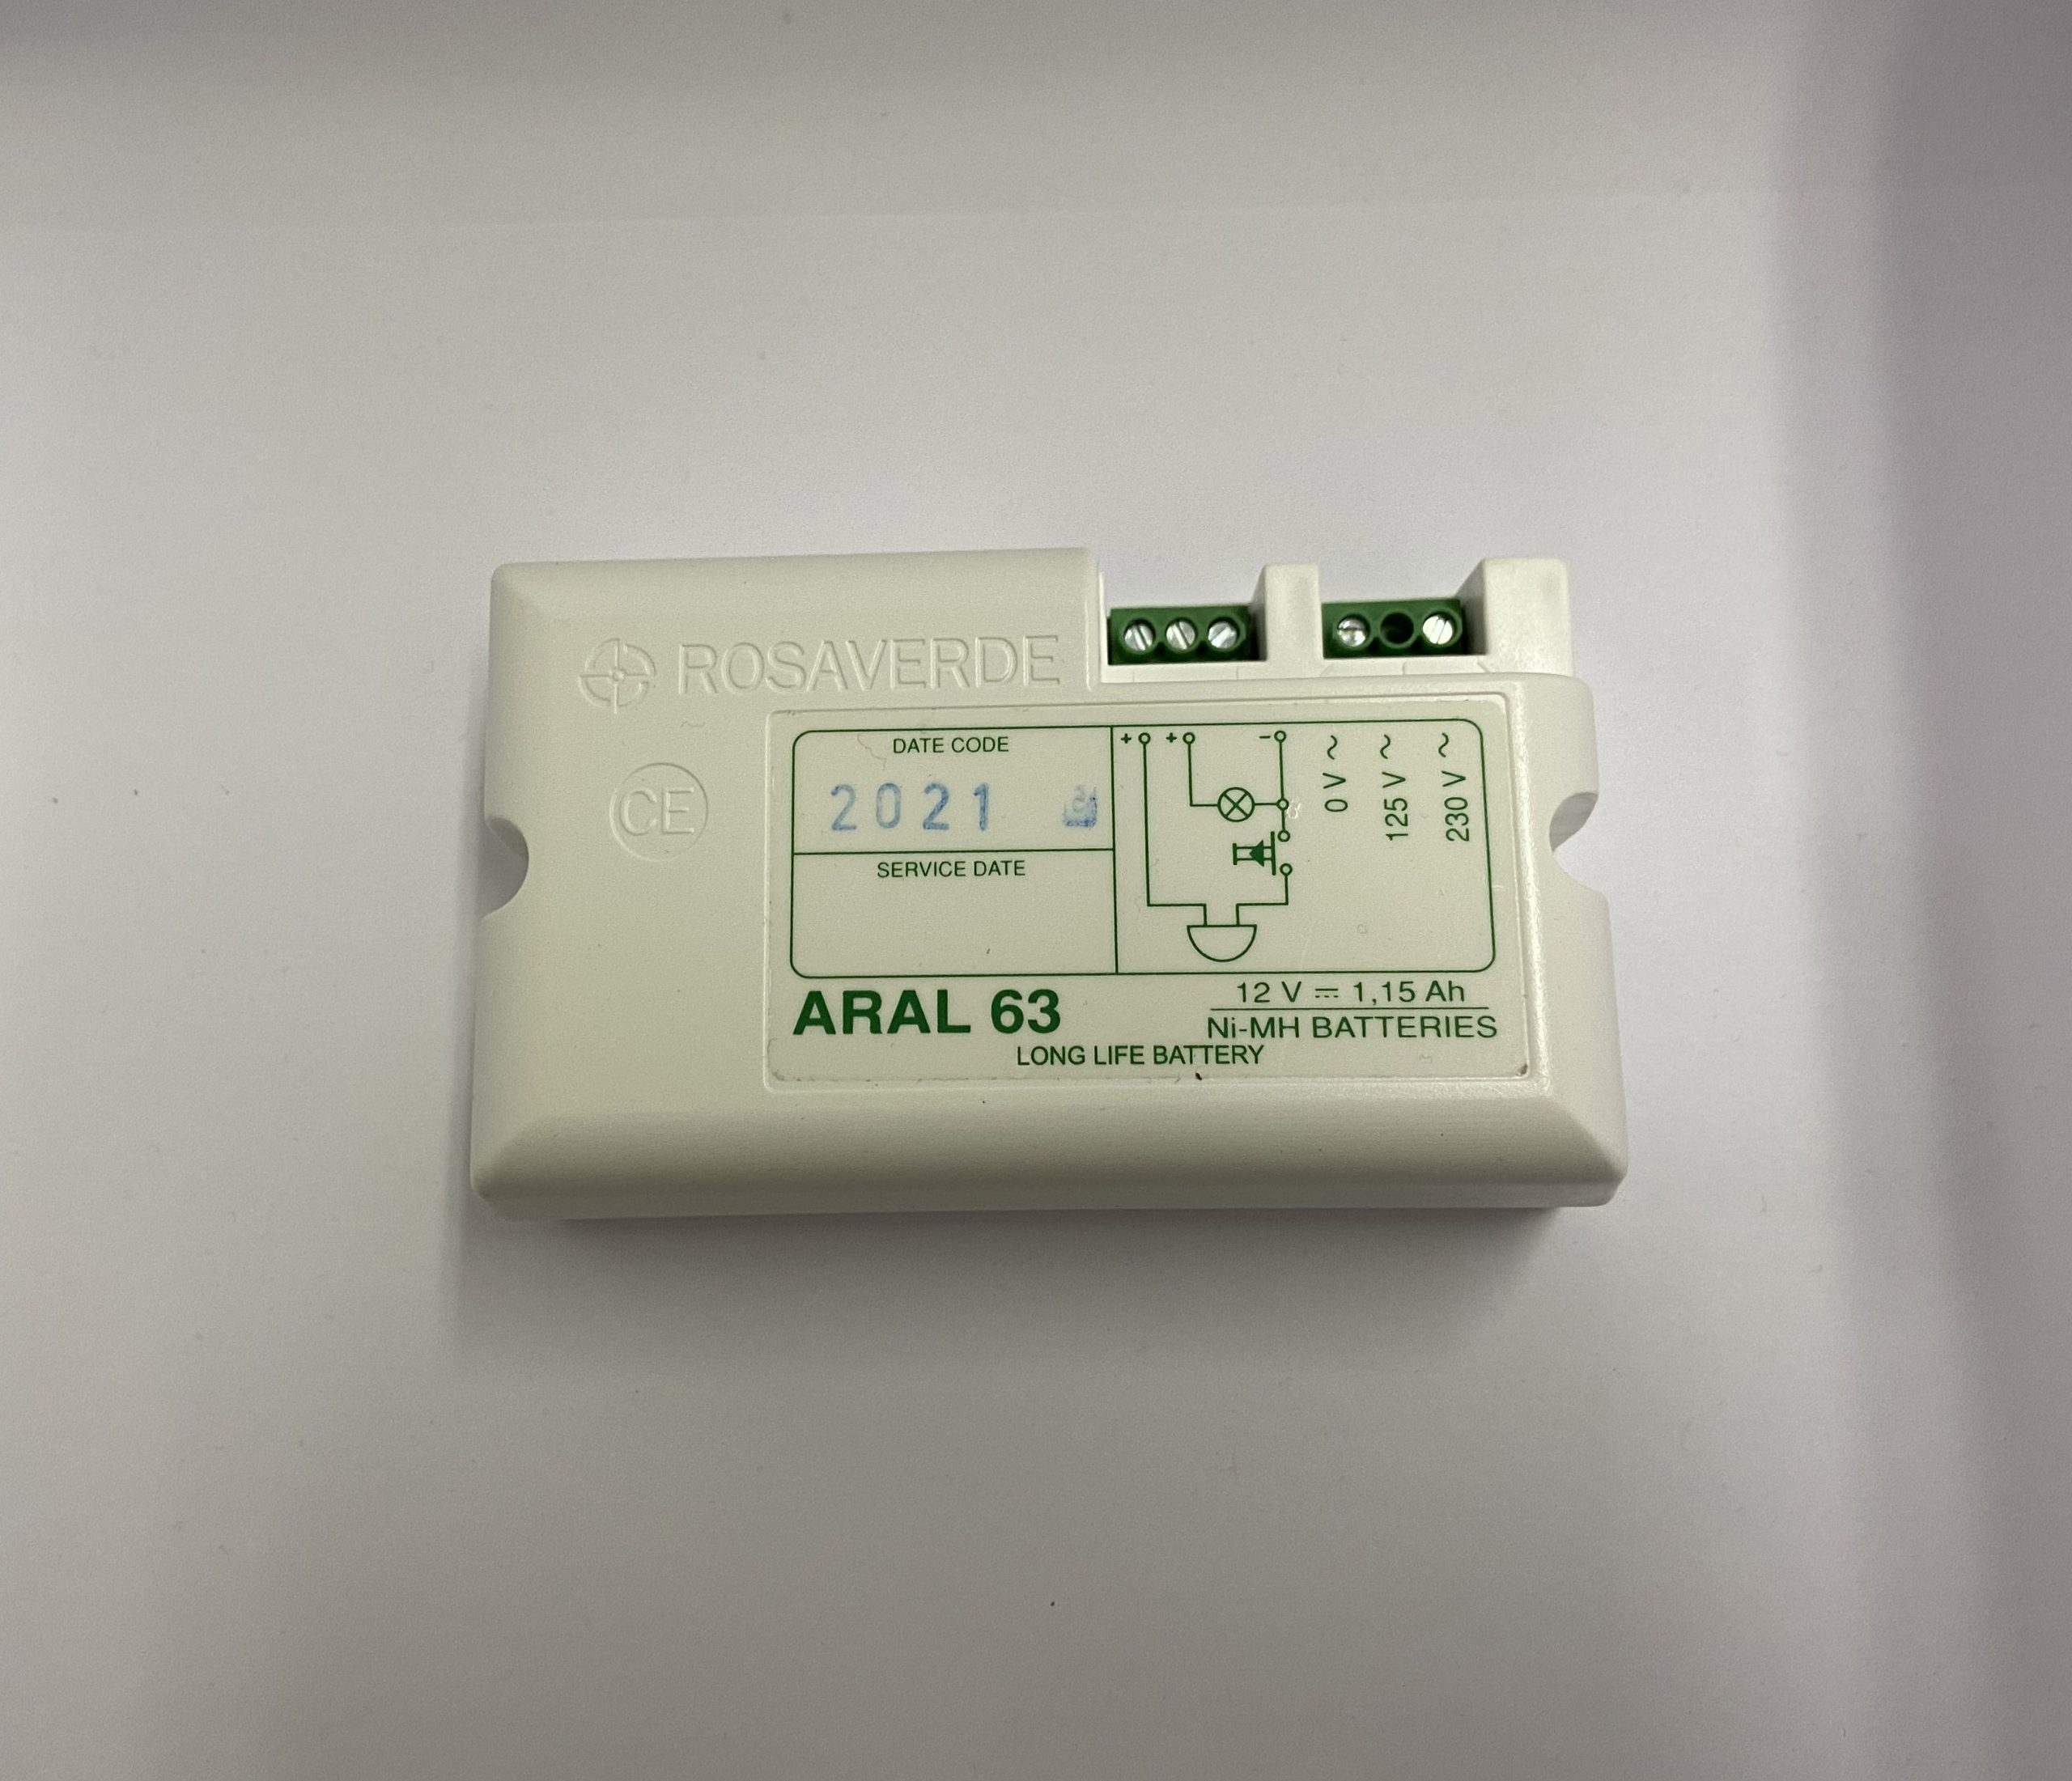 ROSAVERDE
CE
DATE CODE
2021
SERVICE DATE
+ + -
0 V ~
125 V ~
230 V ~
ARAL 63
12 V ⎓ 1,15 Ah
Ni-MH BATTERIES
LONG LIFE BATTERY